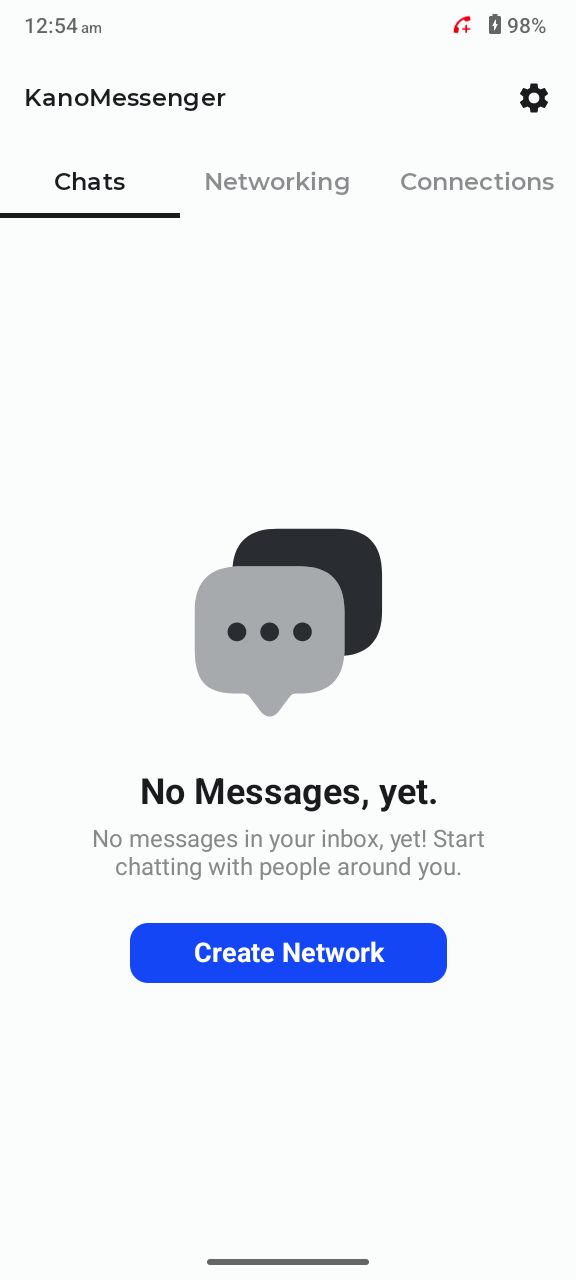 12:54 am 98%
KanoMessenger
Chats Networking Connections
No Messages, yet.
No messages in your inbox, yet! Start
chatting with people around you.
Create Network